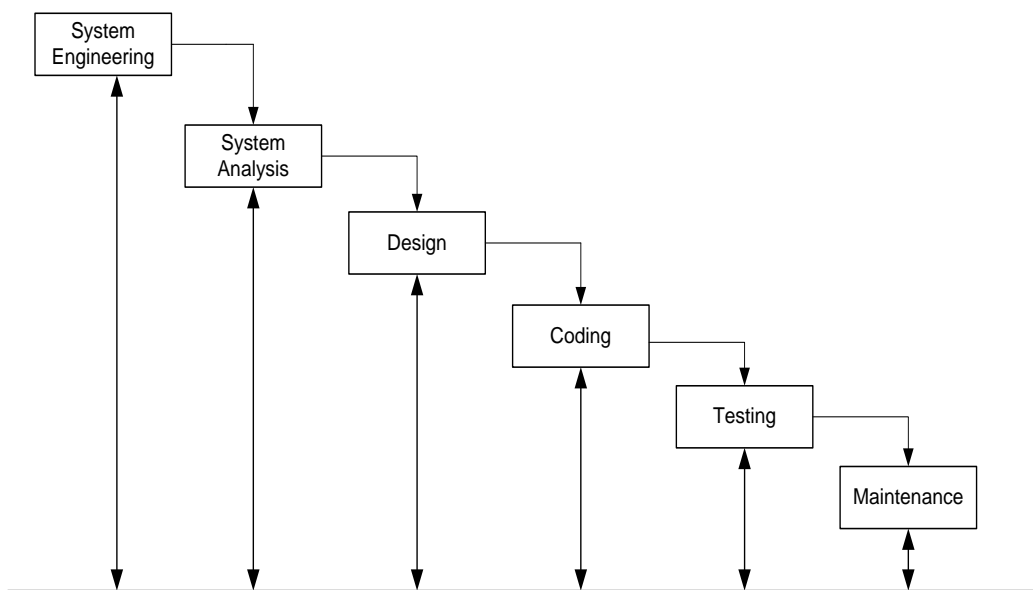 System
Engineering
System
Analysis
Design
Coding
Testing
Maintenance